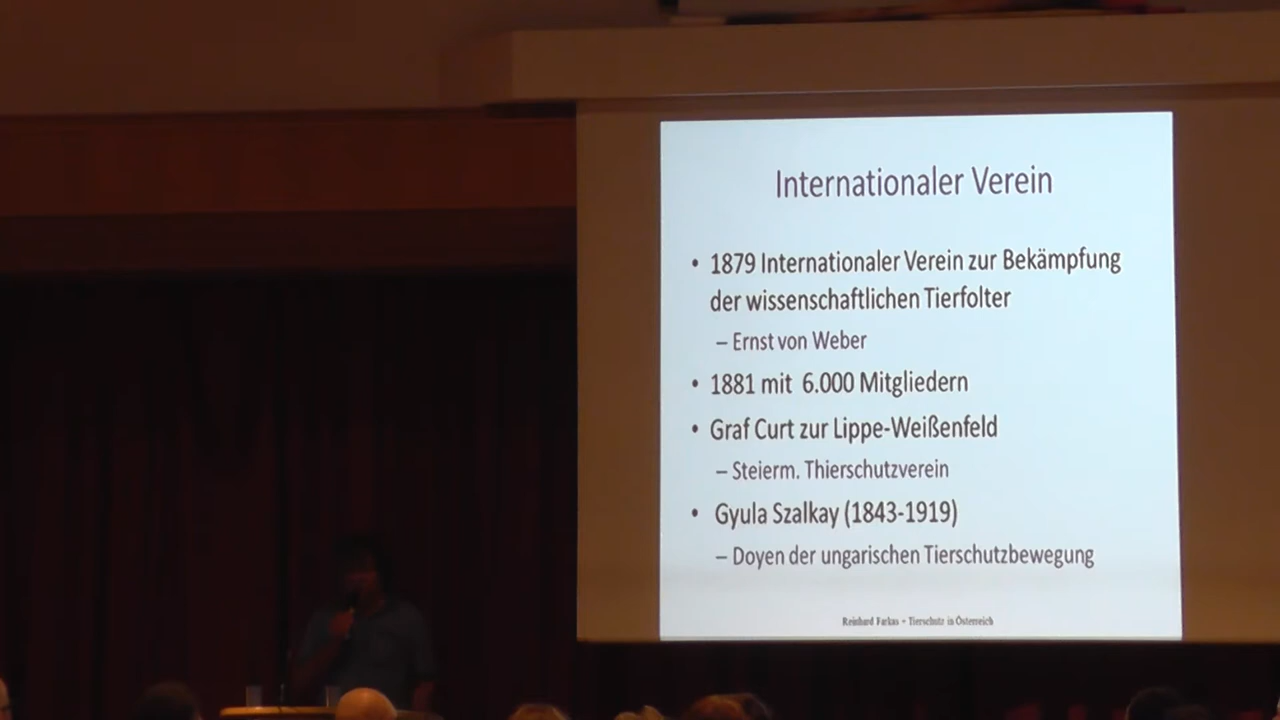 Internationaler Verein
• 1879 Internationaler Verein zur Bekämpfung
der wissenschaftlichen Tierfolter
– Ernst von Weber
• 1881 mit 6.000 Mitgliedern
• Graf Curt zur Lippe-Weißenfeld
– Steierm. Thierschutzverein
• Gyula Szalkay (1843-1919)
– Doyen der ungarischen Tierschutzbewegung
Reinhard Farkas - Tierschutz in Österreich